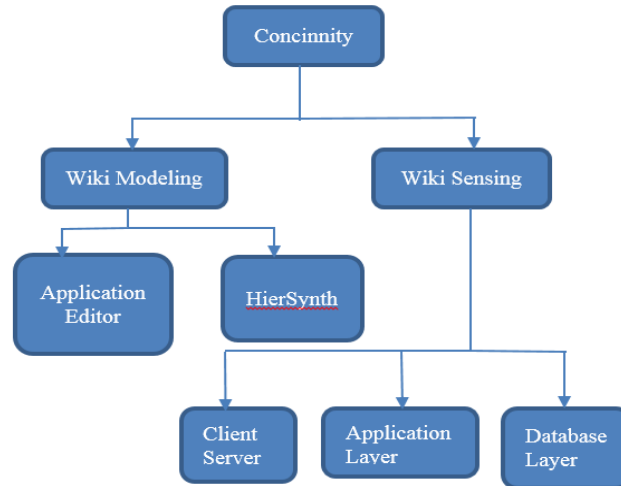 Concinnity
Wiki Modeling
Wiki Sensing
Application
Editor
HierSynth
Client
Server
Application
Layer
Database
Layer